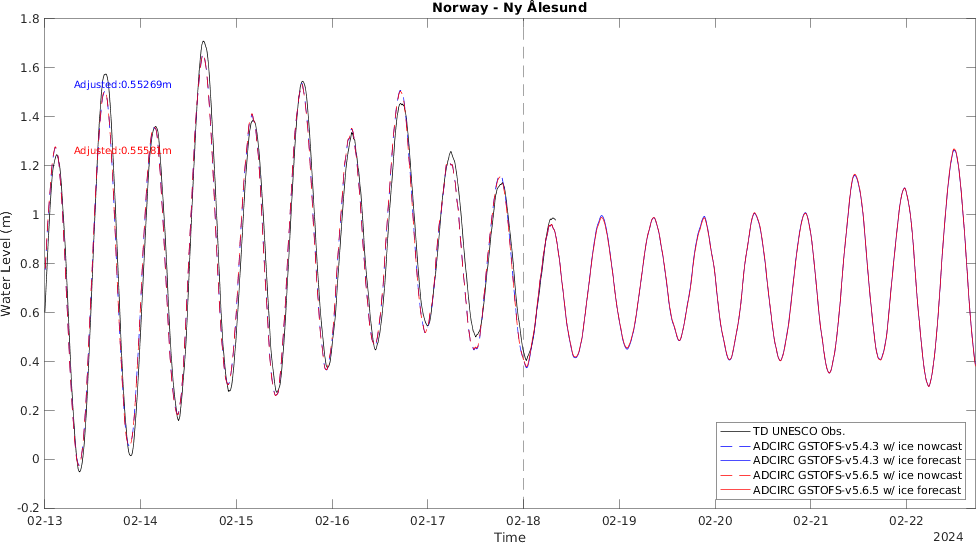 Norway - Ny Ålesund
1.8
1.6
1.4
1.2
1
0.8
0.6
0.4
0.2
0
-0.2
Water Level (m)
Adjusted:0.55269m
Adjusted:0.55581m
TD UNESCO Obs.
ADCIRC GSTOFS-v5.4.3 w/ ice nowcast
ADCIRC GSTOFS-v5.4.3 w/ ice forecast
ADCIRC GSTOFS-v5.6.5 w/ ice nowcast
ADCIRC GSTOFS-v5.6.5 w/ ice forecast
02-13 02-14 02-15 02-16 02-17 02-18 02-19 02-20 02-21 02-22
Time
2024